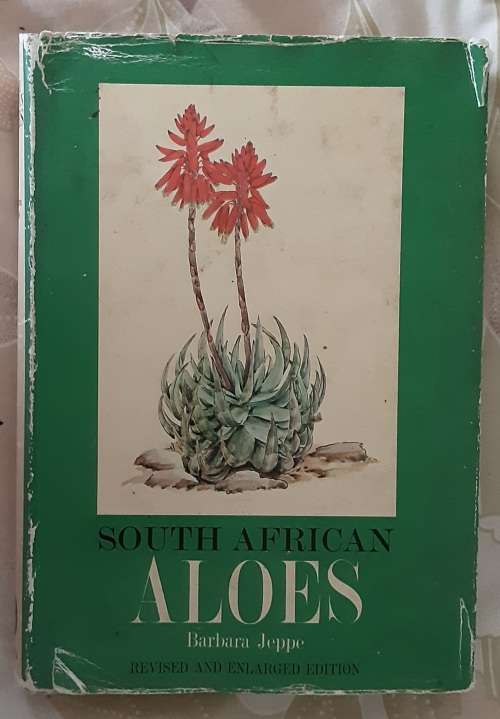 SOUTH AFRICAN
ALOES
Barbara Jeppe
REVISED AND ENLARGED EDITION